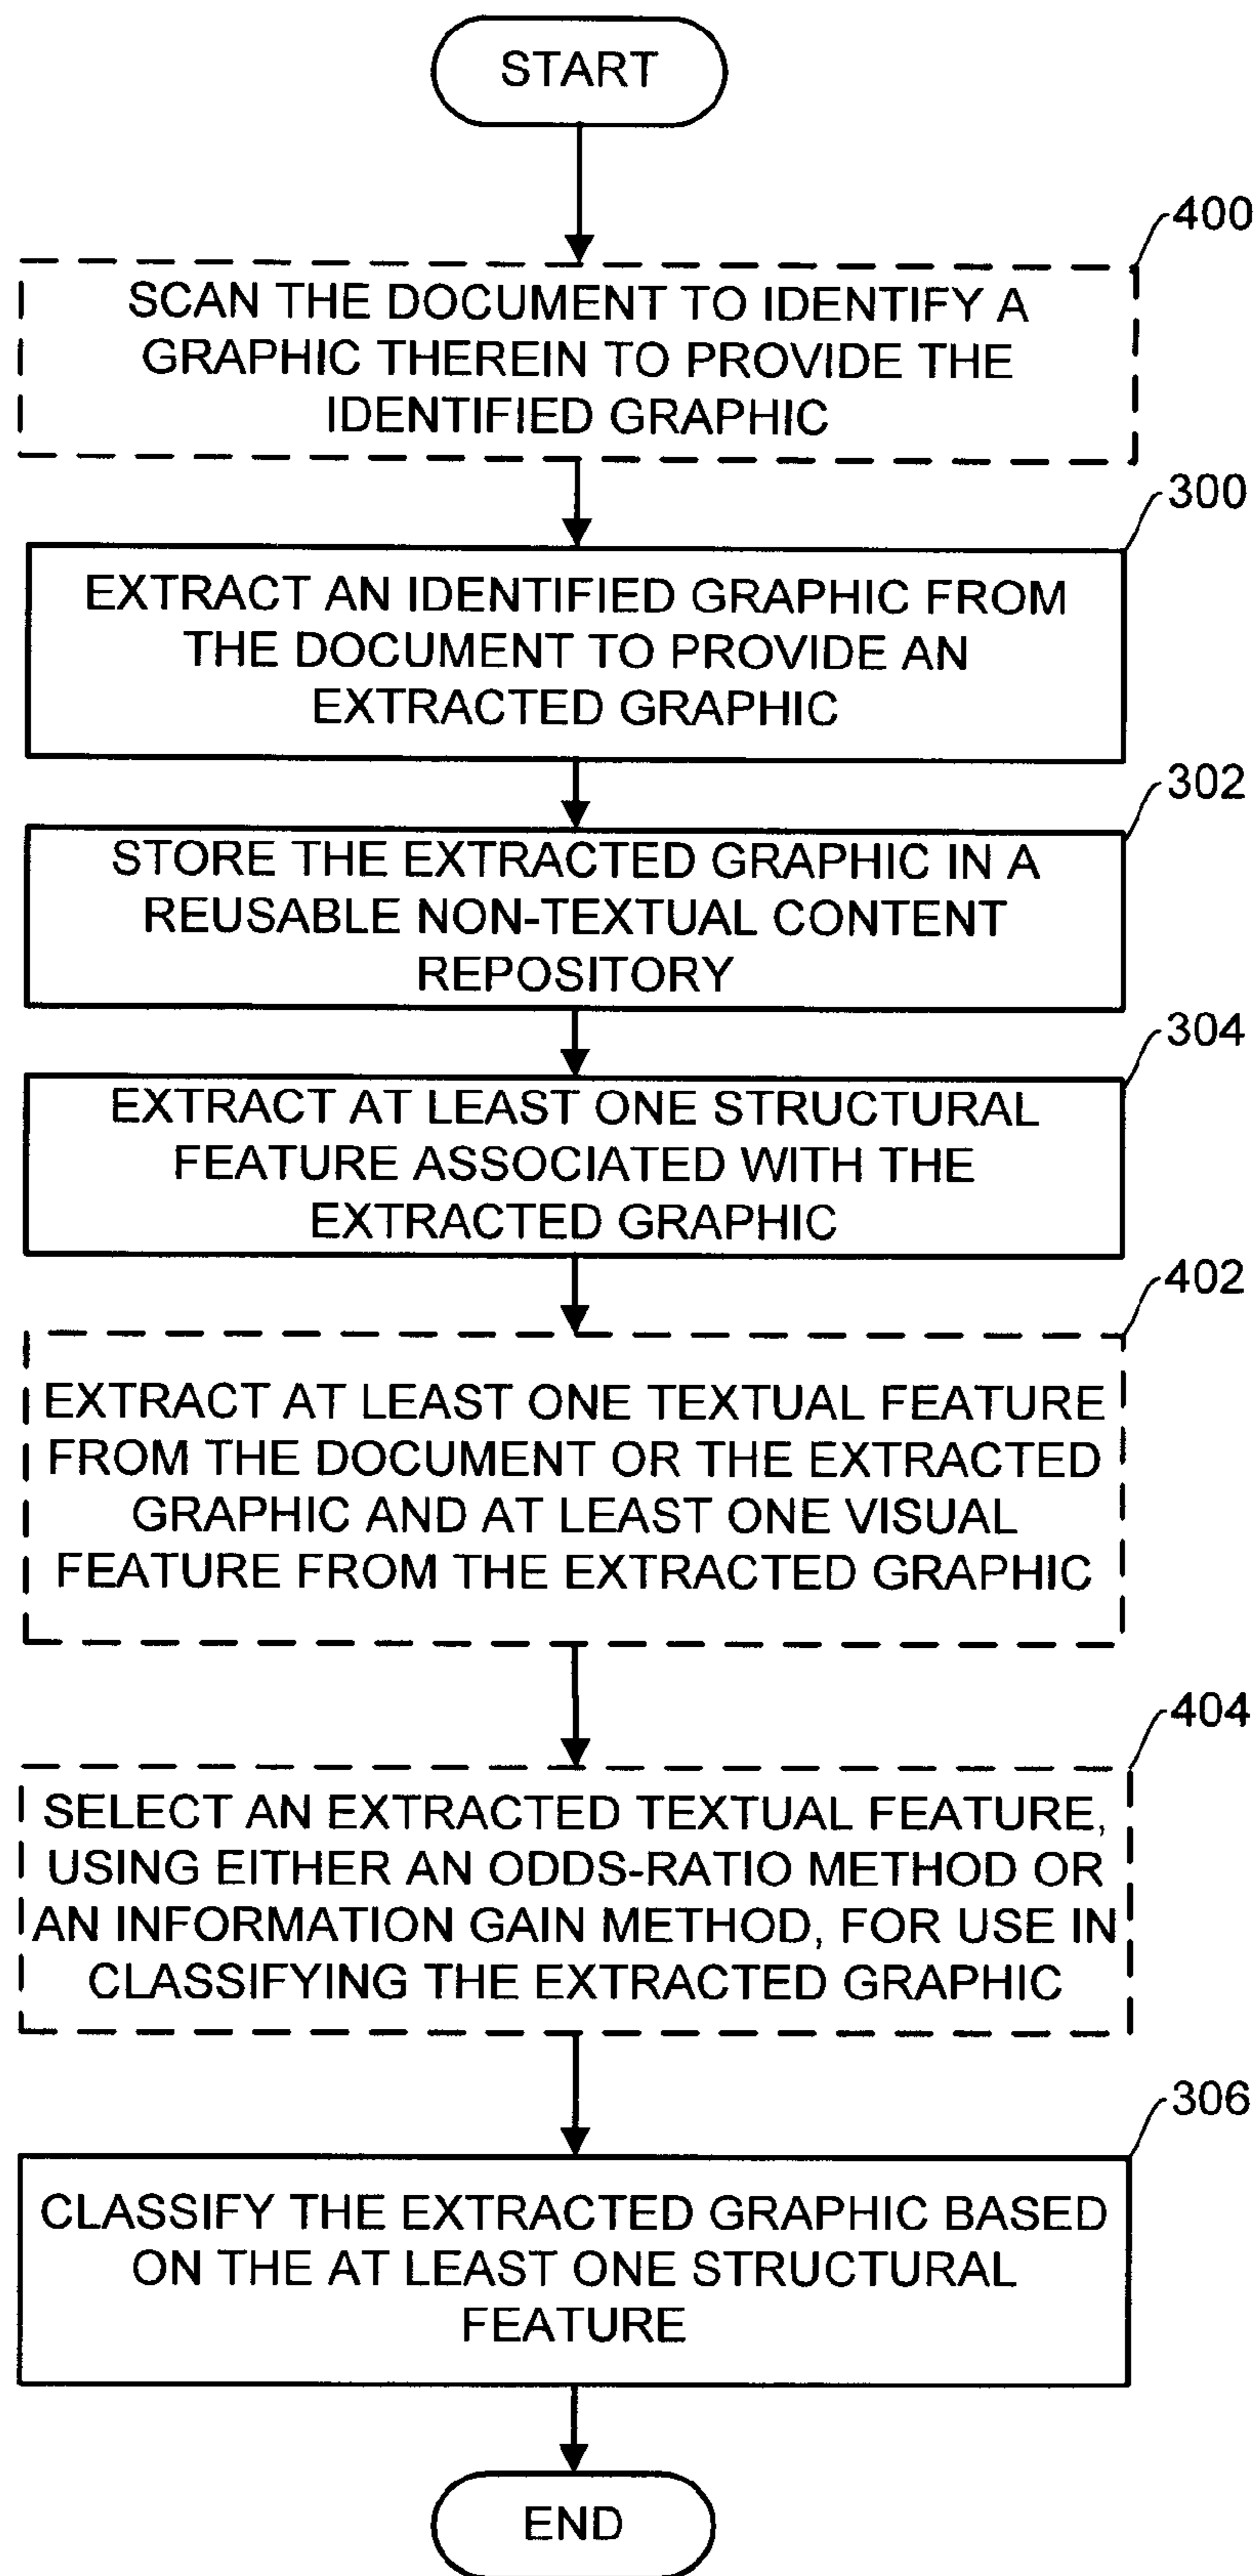 START
400
SCAN THE DOCUMENT TO IDENTIFY A
GRAPHIC THEREIN TO PROVIDE THE
IDENTIFIED GRAPHIC
300
EXTRACT AN IDENTIFIED GRAPHIC FROM
THE DOCUMENT TO PROVIDE AN
EXTRACTED GRAPHIC
302
STORE THE EXTRACTED GRAPHIC IN A
REUSABLE NON-TEXTUAL CONTENT
REPOSITORY
304
EXTRACT AT LEAST ONE STRUCTURAL
FEATURE ASSOCIATED WITH THE
EXTRACTED GRAPHIC
402
EXTRACT AT LEAST ONE TEXTUAL FEATURE
FROM THE DOCUMENT OR THE EXTRACTED
GRAPHIC AND AT LEAST ONE VISUAL
FEATURE FROM THE EXTRACTED GRAPHIC
404
SELECT AN EXTRACTED TEXTUAL FEATURE,
USING EITHER AN ODDS-RATIO METHOD OR
AN INFORMATION GAIN METHOD, FOR USE IN
CLASSIFYING THE EXTRACTED GRAPHIC
306
CLASSIFY THE EXTRACTED GRAPHIC BASED
ON THE AT LEAST ONE STRUCTURAL
FEATURE
END